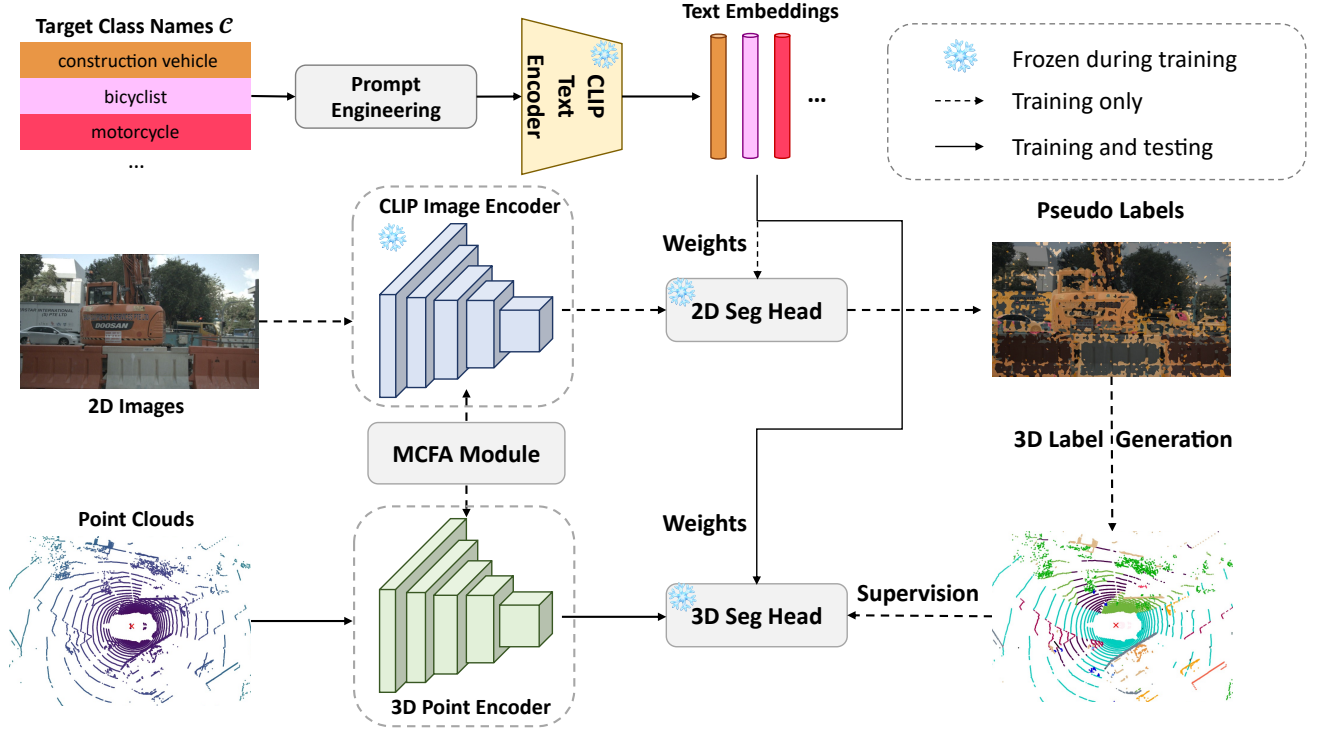 Target Class Names C
construction vehicle
bicyclist
motorcycle
...
Prompt
Engineering
CLIP
Text
Encoder
Text Embeddings
...
Frozen during training
Training only
Training and testing
CLIP Image Encoder
Weights
2D Seg Head
Pseudo Labels
DOOSAN
2D Images
MCFA Module
3D Label Generation
Point Clouds
Weights
3D Seg Head
Supervision
3D Point Encoder